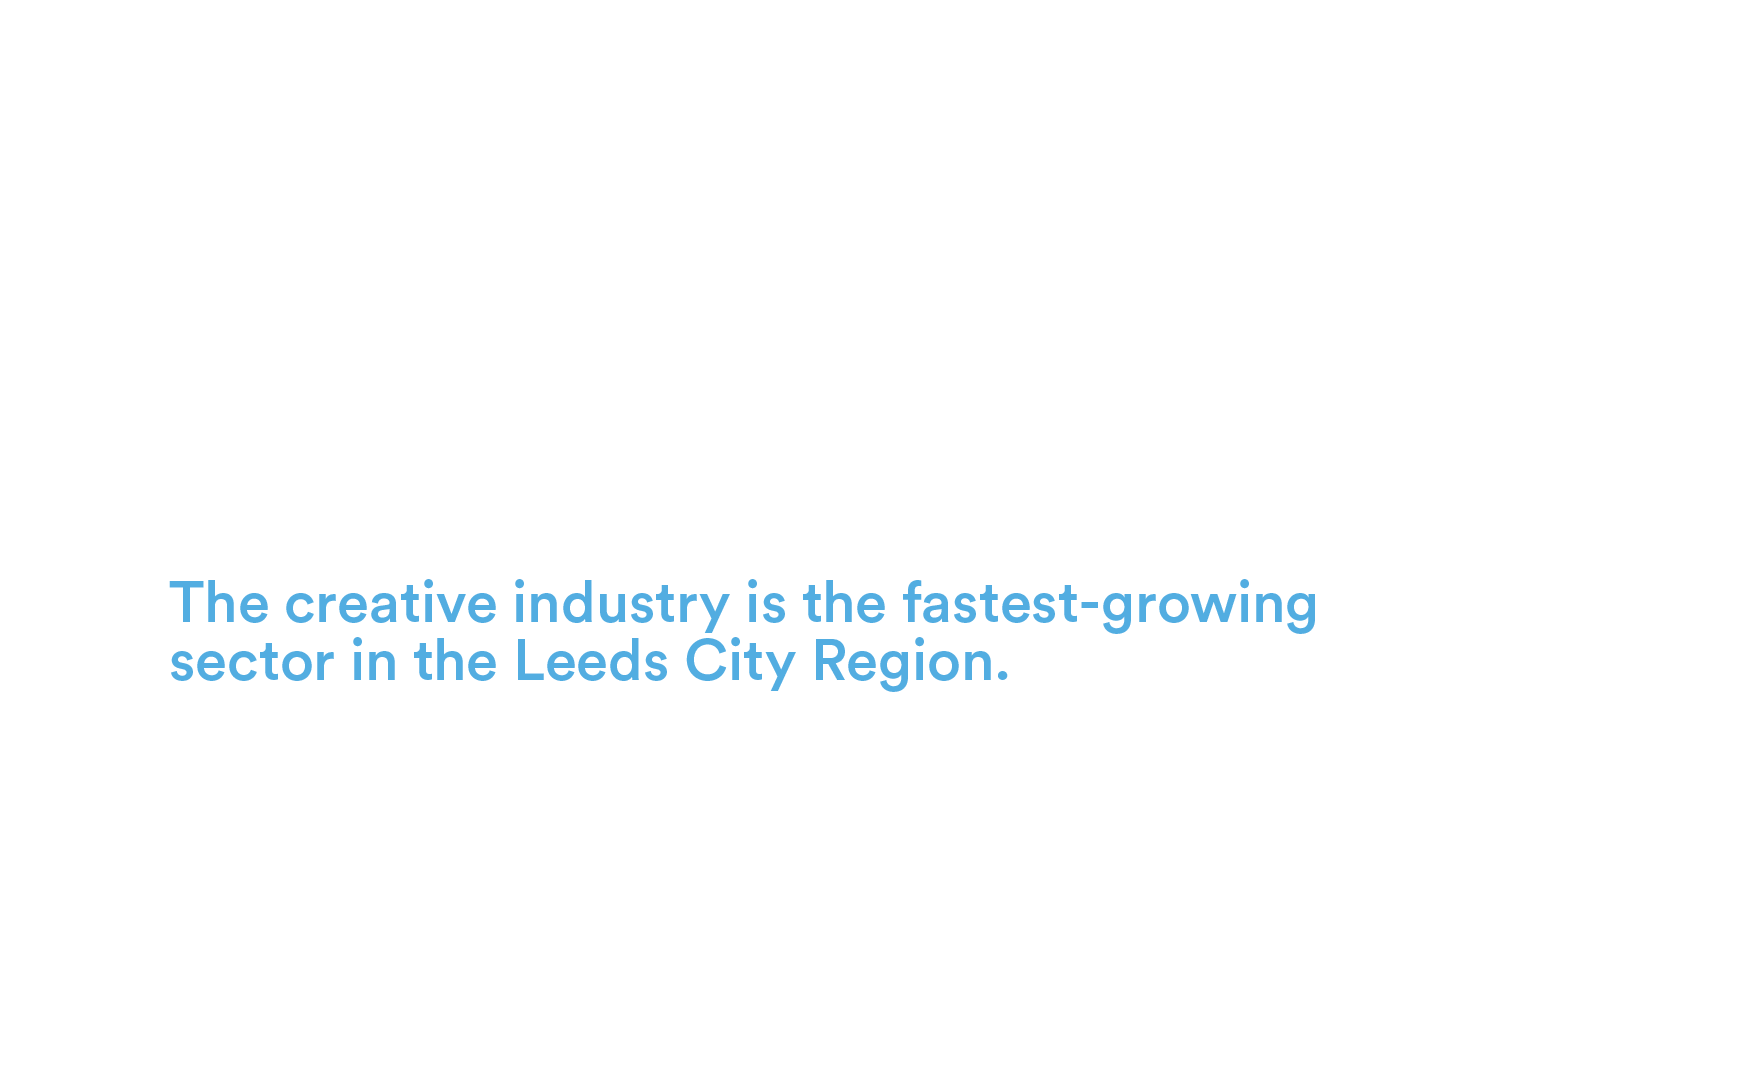 The creative industry is the fastest-growing
sector in the Leeds City Region.